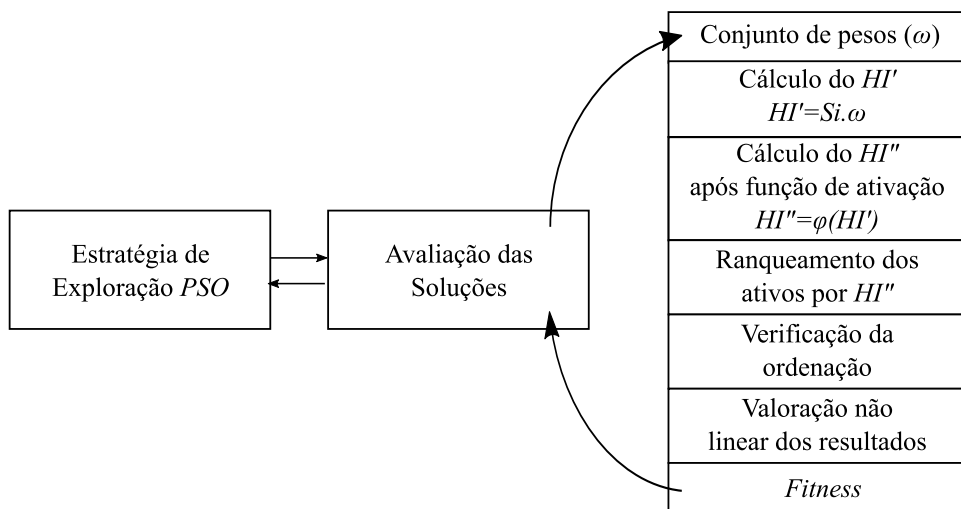 Estratégia de
Exploração PSO
Avaliação das
Soluções
Conjunto de pesos (ω)
Cálculo do HI'
HI'=Si.ω
Cálculo do HI"
após função de ativação
HI"=φ(HI')
Ranqueamento dos
ativos por HI"
Verificação da
ordenação
Valoração não
linear dos resultados
Fitness